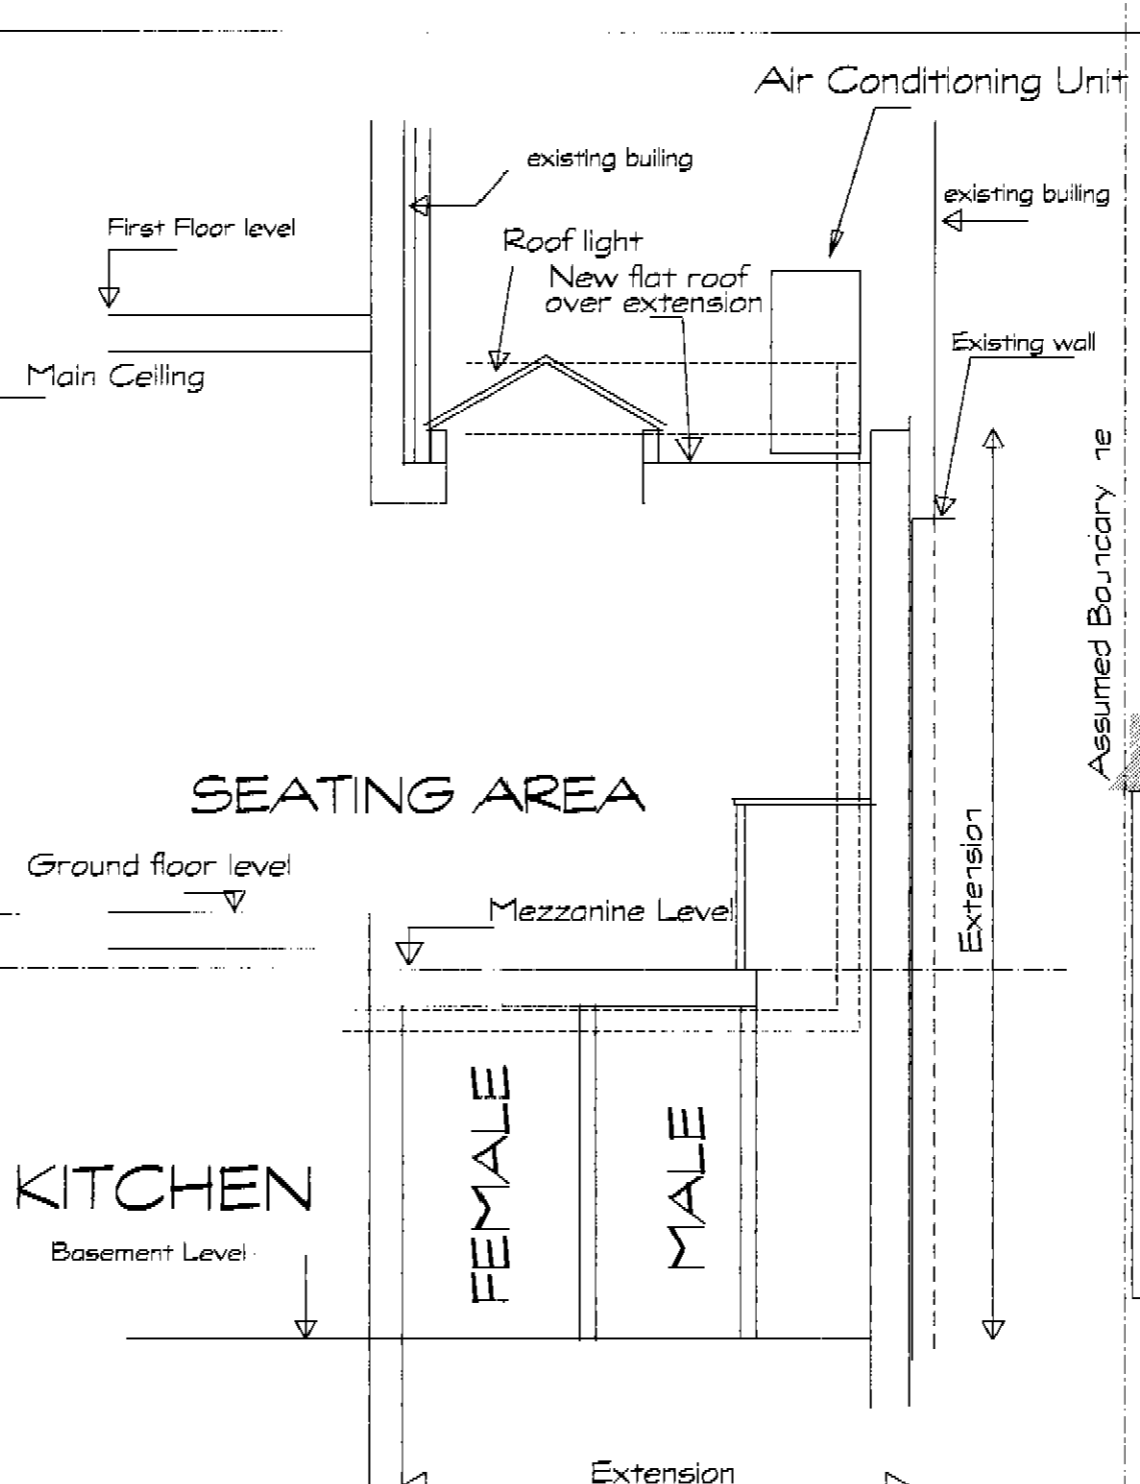 Air Conditioning Unit
existing builing
existing builing
First Floor level
Roof light
New flat roof
over extension
Existing wall
Main Ceiling
Assumed Boundary
SEATING AREA
Extension
Ground floor level
Mezzanine Level
FEMALE
MALE
KITCHEN
Basement Level
Extension